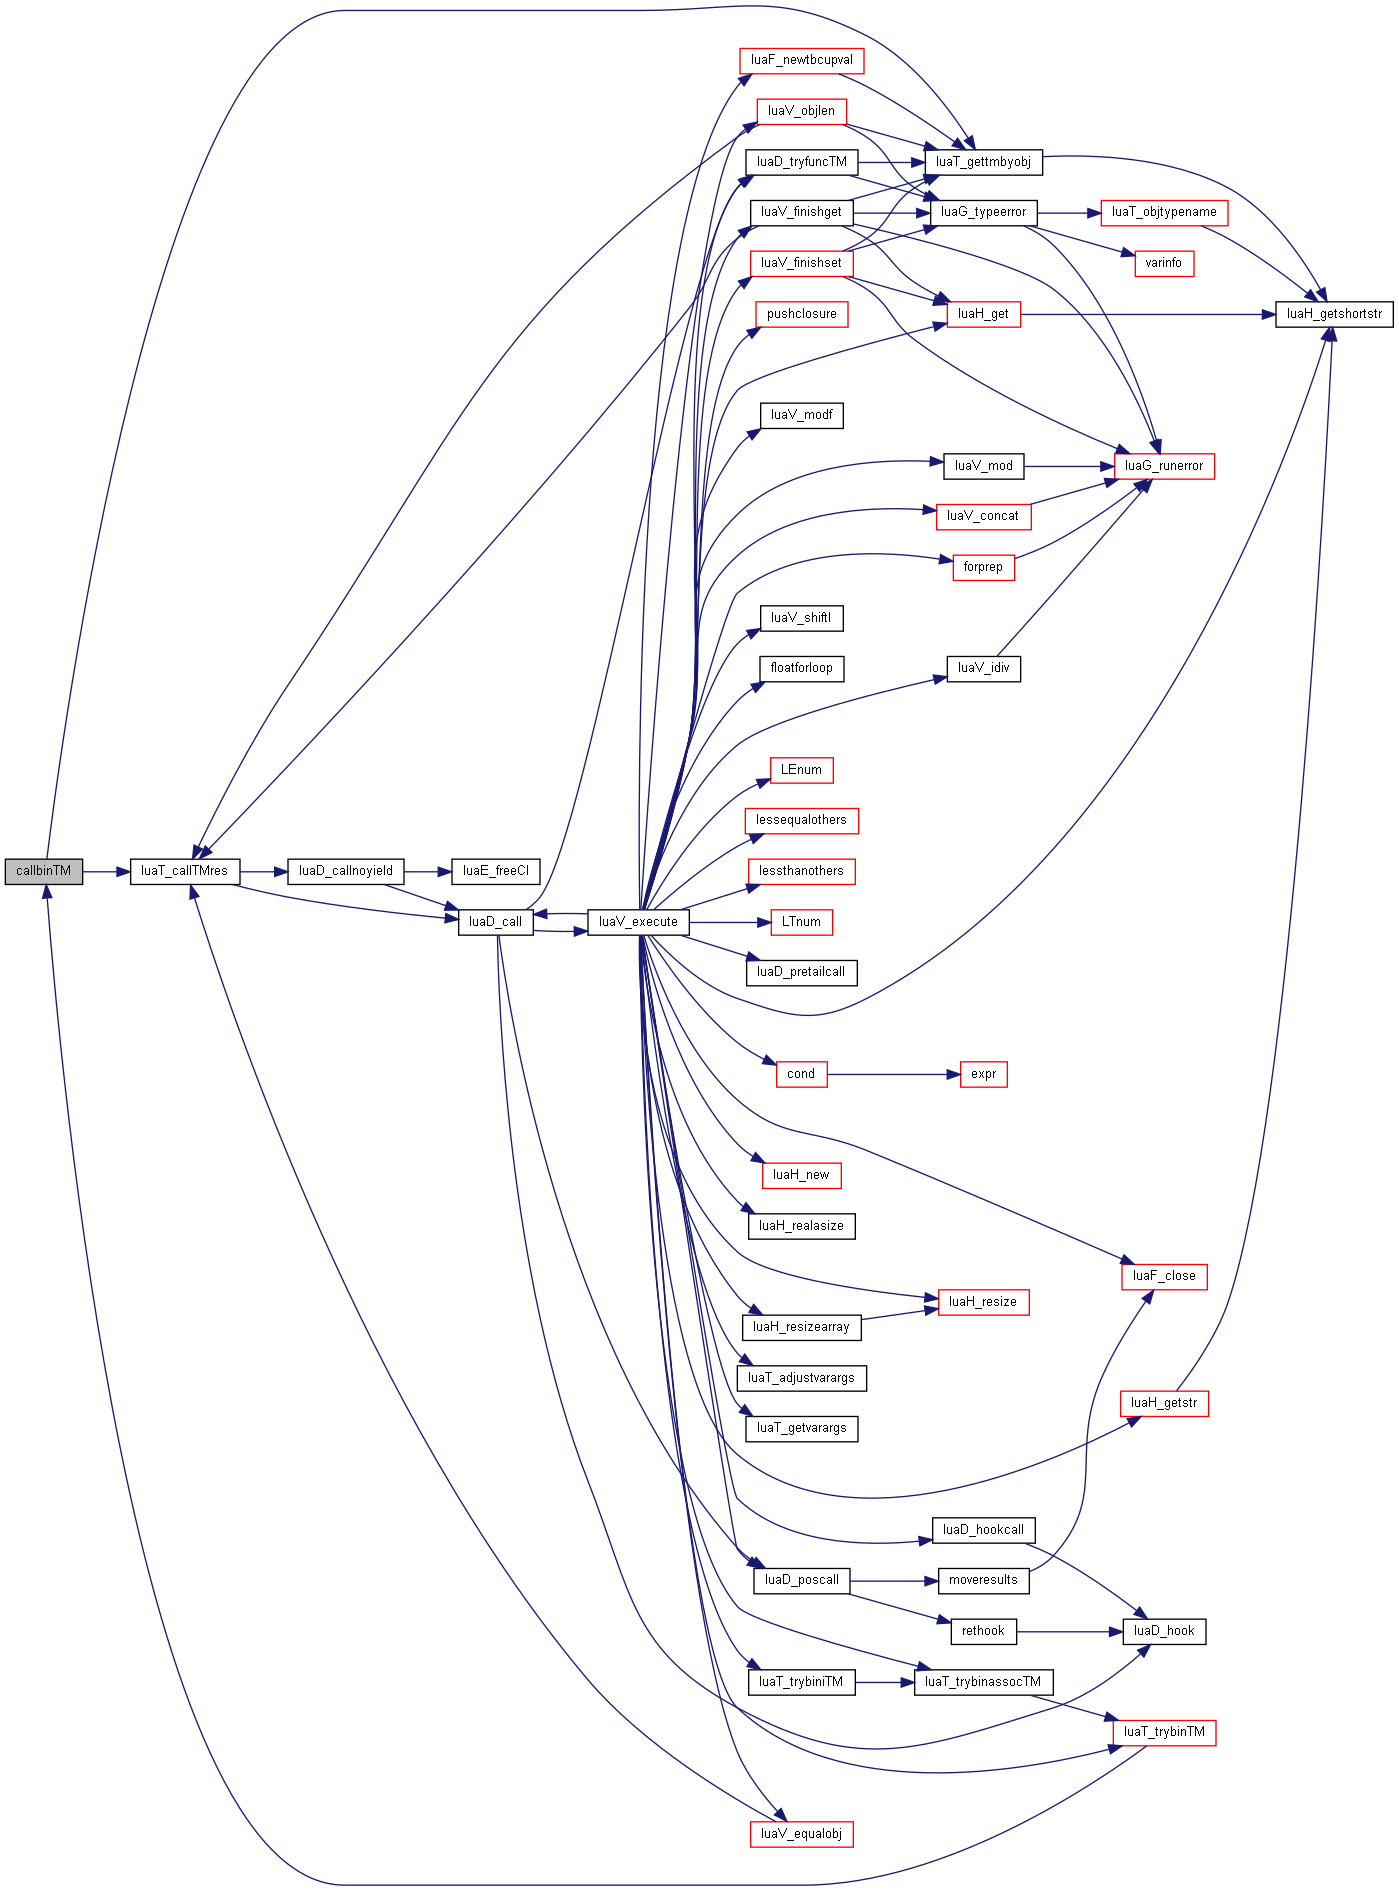 luaF_newtbcupval
luaV_objlen
luaD_tryfuncTM
luaT_gettmbyobj
luaV_finishget
luaG_typeerror
luaT_objtypename
luaV_finishset
varinfo
pushclosure
luaH_get
luaH_getshortstr
luaV_modf
luaV_mod
luaG_runerror
luaV_concat
forprep
luaV_shiftl
floatforloop
luaV_idiv
LEnum
lessequalothers
callbinTM
luaT_callTMres
luaD_callnoyield
luaE_freeCI
lessthanothers
luaD_call
luaV_execute
LTnum
luaD_pretailcall
cond
expr
luaH_new
luaH_realasize
luaF_close
luaH_resize
luaH_resizearray
luaT_adjustvarargs
luaH_getstr
luaT_getvarargs
luaD_hookcall
luaD_poscall
moveresults
rethook
luaD_hook
luaT_trybiniTM
luaT_trybinassocTM
luaT_trybinTM
luaV_equalobj